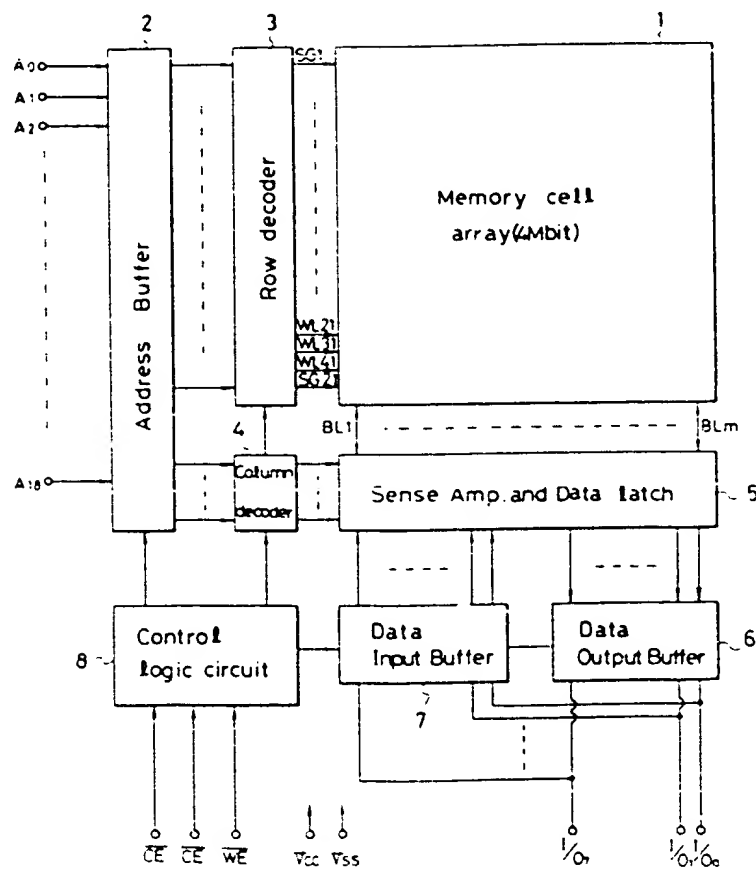 2
3
1
A0
A1
A2
A18
Address Buffer
Row decoder
SG1
WL21
WL31
WL41
SG21
Memory cell
array(4Mbit)
4
Column
decoder
BL1
BLm
Sense Amp. and Data latch
5
8
Control
logic circuit
Data
Input Buffer
7
Data
Output Buffer
6
CE
CE
WE
Vcc
Vss
I/O7
I/O1
I/O0